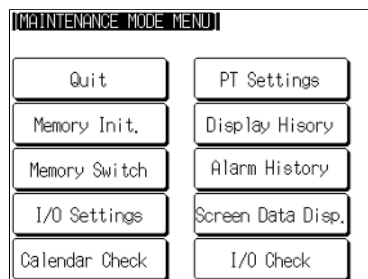 [MAINTENANCE MODE MENU]
Quit
PT Settings
Memory Init.
Display Hisory
Memory Switch
Alarm History
I/O Settings
Screen Data Disp.
Calendar Check
I/O Check